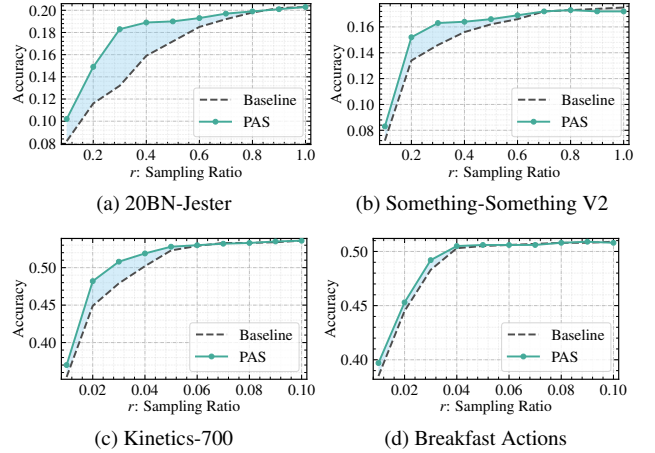 0.20
0.18
0.16
0.14
0.12
0.10
0.08
Accuracy
Baseline
PAS
0.2 0.4 0.6 0.8 1.0
r: Sampling Ratio
(a) 20BN-Jester
0.16
0.14
0.12
0.10
0.08
Accuracy
Baseline
PAS
0.2 0.4 0.6 0.8 1.0
r: Sampling Ratio
(b) Something-Something V2
0.50
0.45
0.40
Accuracy
Baseline
PAS
0.02 0.04 0.06 0.08 0.10
r: Sampling Ratio
(c) Kinetics-700
0.50
0.45
0.40
Accuracy
Baseline
PAS
0.02 0.04 0.06 0.08 0.10
r: Sampling Ratio
(d) Breakfast Actions